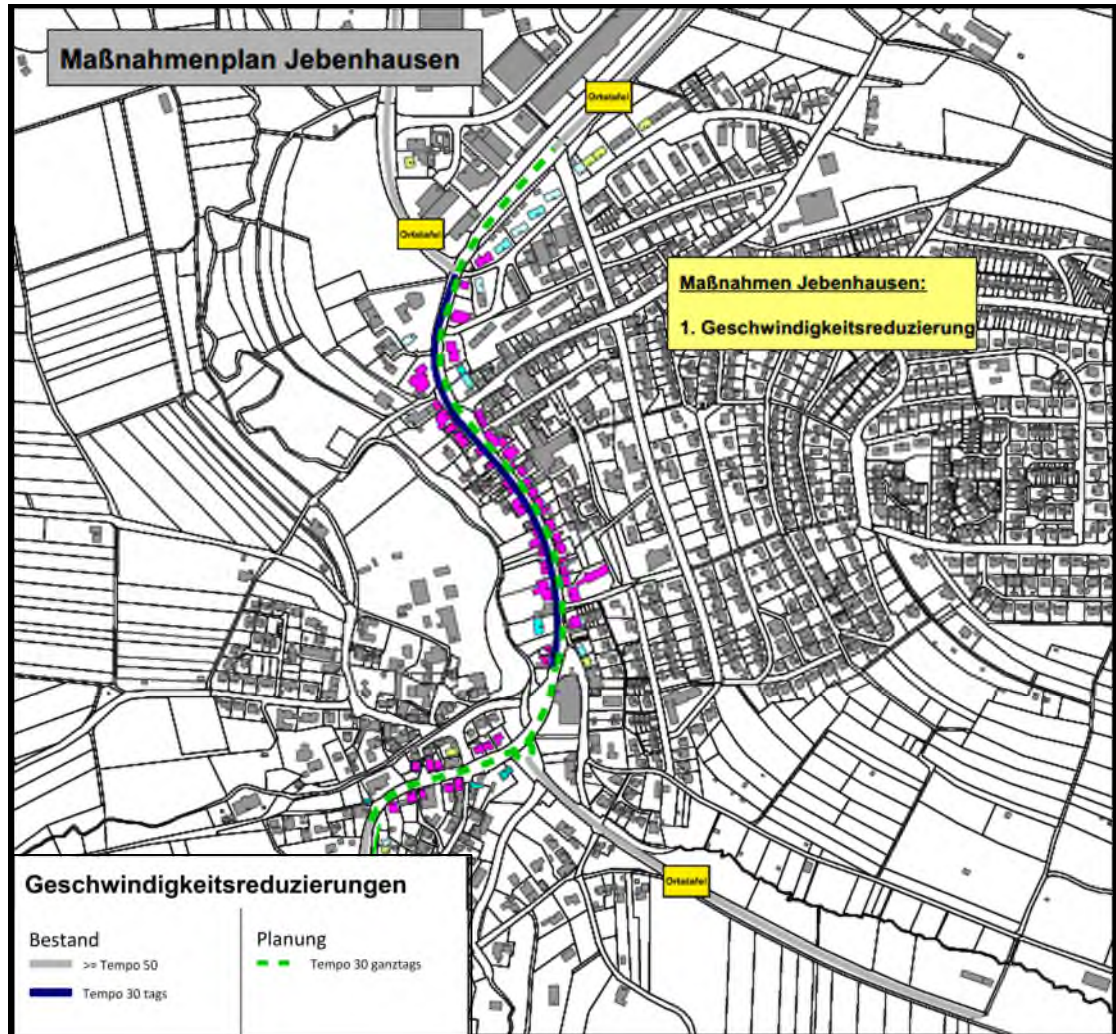 Maßnahmenplan Jebenhausen
Ortstafel
Ortstafel
Maßnahmen Jebenhausen:
1. Geschwindigkeitsreduzierung
Ortstafel
Geschwindigkeitsreduzierungen
Bestand
>= Tempo 50
Tempo 30 tags
Planung
Tempo 30 ganztags